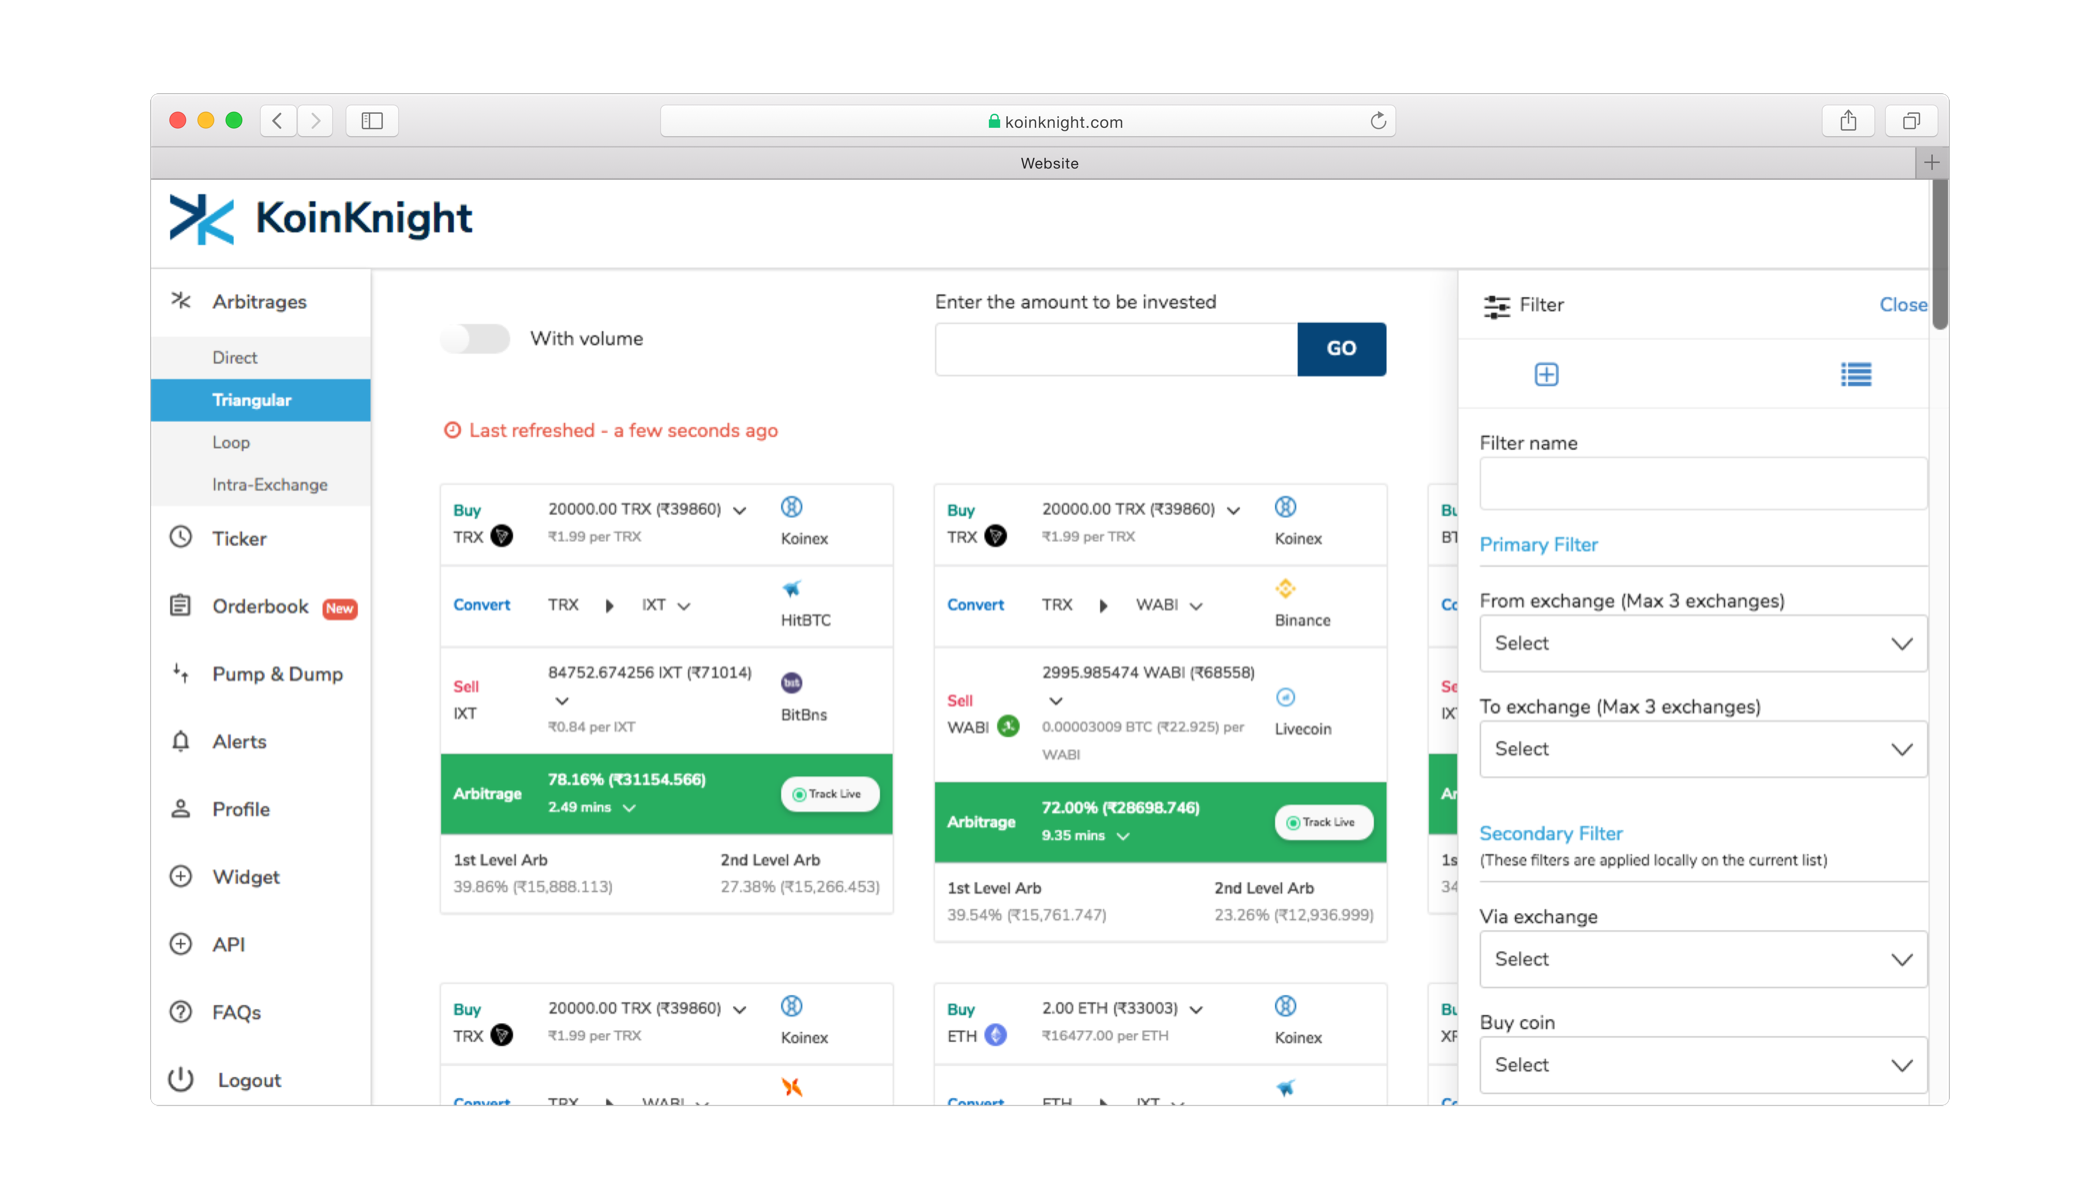 koinknight.com
Website
KoinKnight
Arbitrages
Direct
Triangular
Loop
Intra-Exchange
Ticker
Orderbook New
Pump & Dump
Alerts
Profile
Widget
API
FAQs
Logout
With volume
Enter the amount to be invested
GO
Last refreshed - a few seconds ago
Buy 20000.00 TRX (₹39860)
TRX ₹1.99 per TRX Koinex
Convert TRX IXT HitBTC
84752.674256 IXT (₹71014)
Sell
IXT ₹0.84 per IXT BitBns
Arbitrage 78.16% (₹31154.566)
2.49 mins Track Live
1st Level Arb 2nd Level Arb
39.86% (₹15,888.113) 27.38% (₹15,266.453)
Buy 20000.00 TRX (₹39860)
TRX ₹1.99 per TRX Koinex
Convert TRX WABI Binance
2995.985474 WABI (₹68558)
Sell
WABI 0.00003009 BTC (₹22.925) per Livecoin
WABI
Arbitrage 72.00% (₹28698.746)
9.35 mins Track Live
1st Level Arb 2nd Level Arb
39.54% (₹15,761.747) 23.26% (₹12,936.999)
Buy 20000.00 TRX (₹39860)
TRX ₹1.99 per TRX Koinex
Convert TRX WABI
Buy 2.00 ETH (₹33003)
ETH ₹16477.00 per ETH Koinex
Convert ETH IXT
Filter Close
Filter name
Primary Filter
From exchange (Max 3 exchanges)
Select
To exchange (Max 3 exchanges)
Select
Secondary Filter
(These filters are applied locally on the current list)
Via exchange
Select
Buy coin
Select